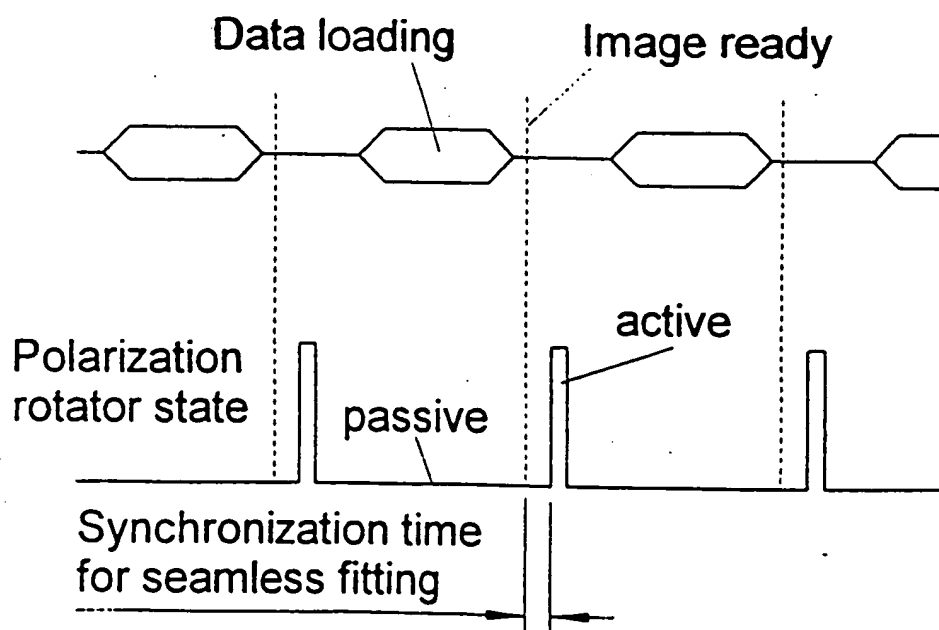 Data loading
Image ready
active
Polarization
rotator state
passive
Synchronization time
for seamless fitting